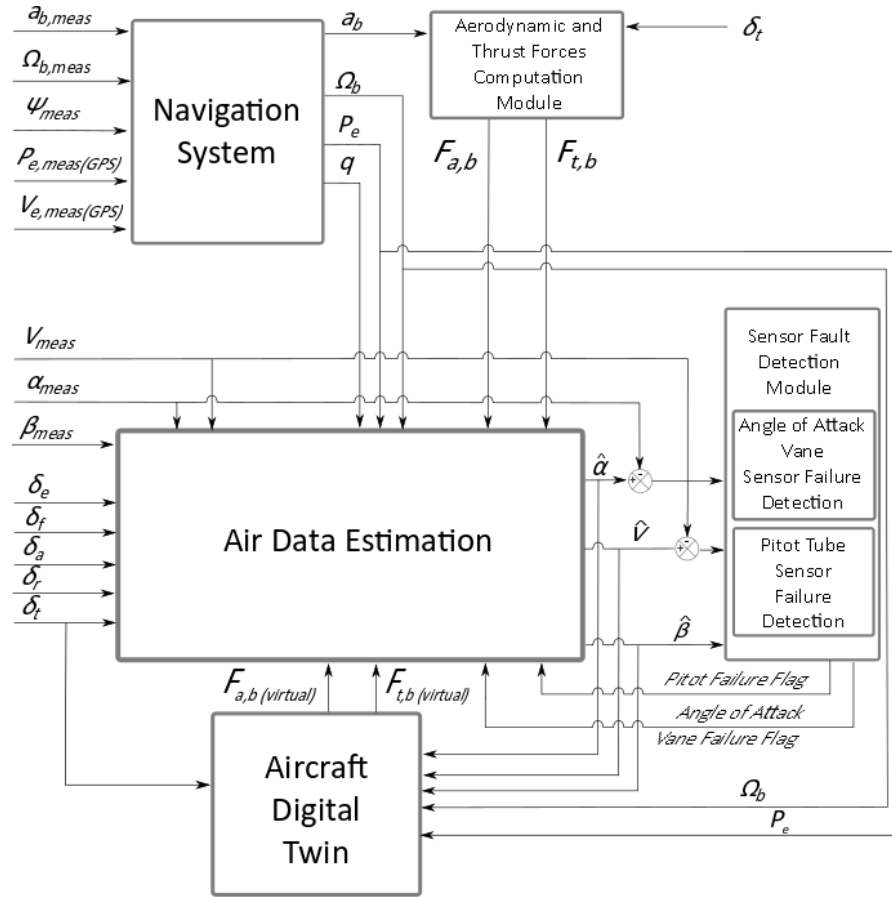 a_b,meas
Ω_b,meas
Ψ_meas
P_e,meas(GPS)
V_e,meas(GPS)
Navigation
System
a_b
Ω_b
P_e
q
Aerodynamic and
Thrust Forces
Computation
Module
δ_t
F_a,b
F_t,b
V_meas
α_meas
β_meas
δ_e
δ_f
δ_a
δ_r
δ_t
Air Data Estimation
α̂
+
-
V̂
+
-
β̂
Sensor Fault
Detection
Module
Angle of Attack
Vane
Sensor Failure
Detection
Pitot Tube
Sensor
Failure
Detection
Pitot Failure Flag
Angle of Attack
Vane Failure Flag
F_a,b (virtual)
F_t,b (virtual)
Aircraft
Digital
Twin
Ω_b
P_e